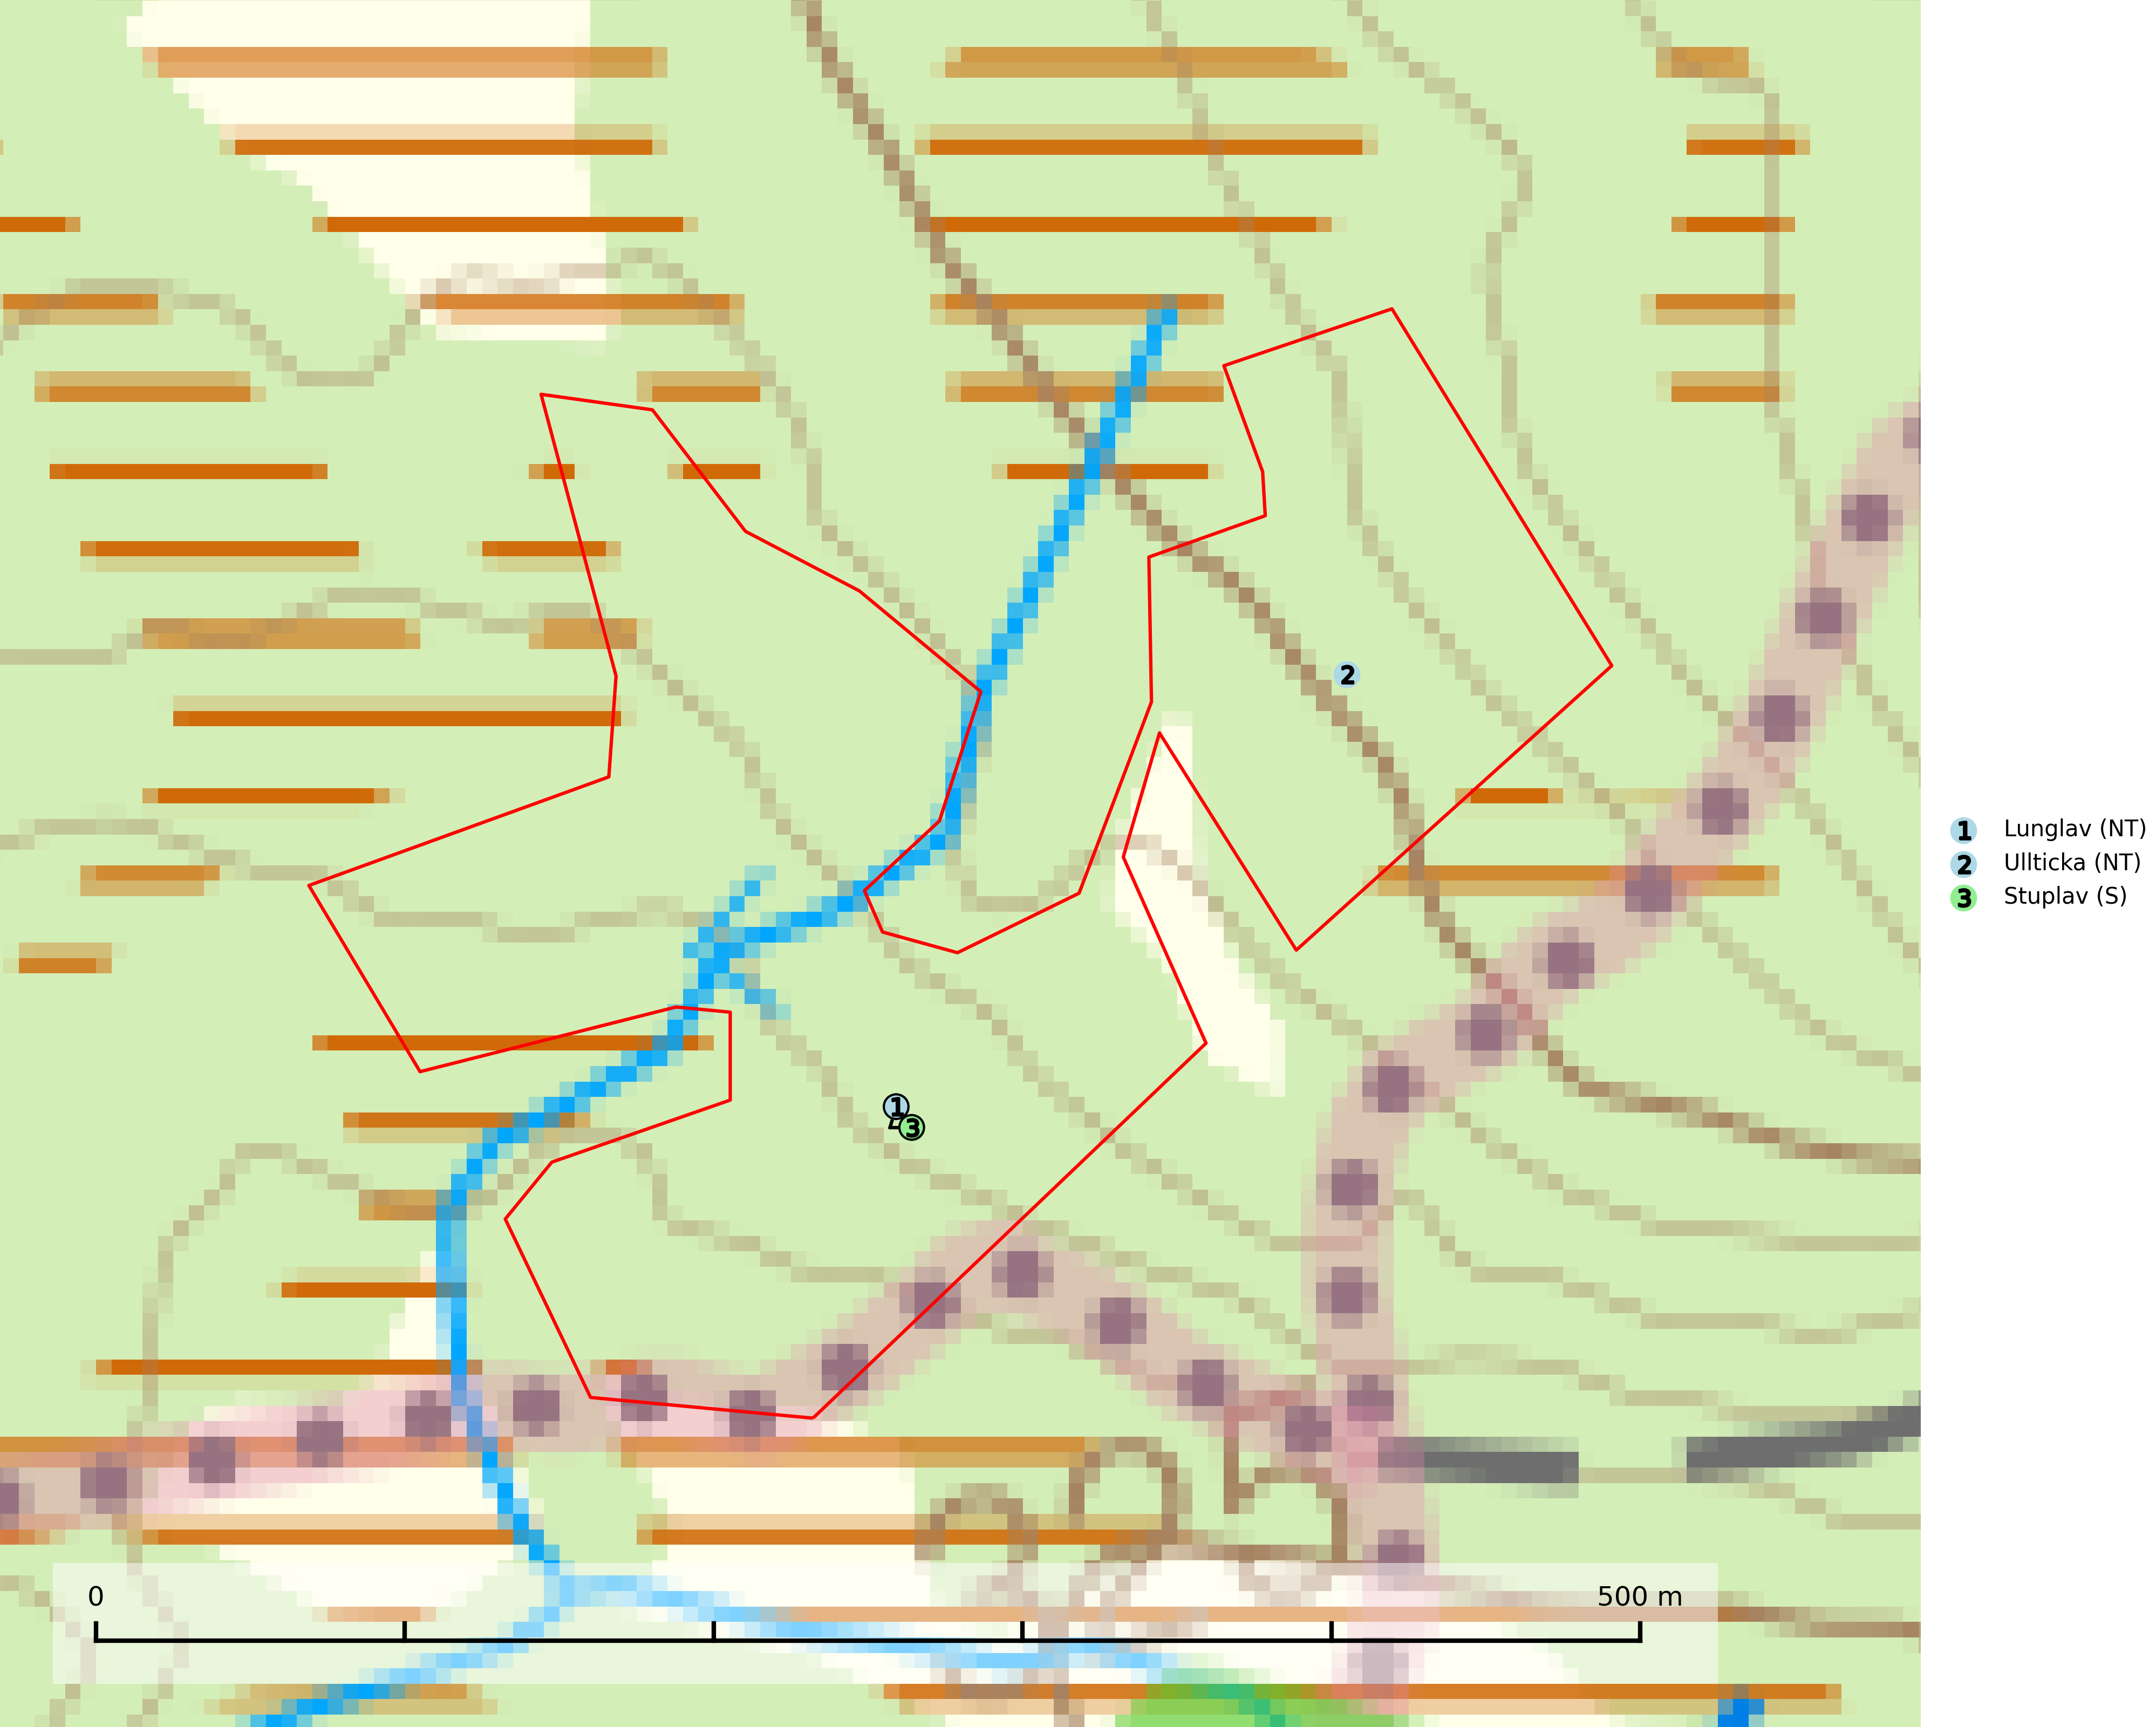 2
1
3
1 Lunglav (NT)
2 Ullticka (NT)
3 Stuplav (S)
0 500 m